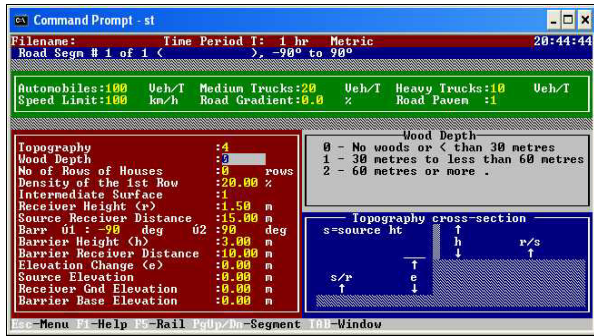 Command Prompt - st
Filename: Time Period T: 1 hr Metric 20:44:44
Road Segm # 1 of 1 ( ), -90º to 90º
Automobiles:100 Veh/T Medium Trucks:20 Veh/T Heavy Trucks:10 Veh/T
Speed Limit:100 km/h Road Gradient:0.0 % Road Pavem :1
Topography :4
Wood Depth :0
No of Rows of Houses :0 rows
Density of the 1st Row :20.00 %
Intermediate Surface :1
Receiver Height (r) :1.50 m
Source Receiver Distance :15.00 m
Barr ú1 : -90 deg ú2 :90 deg
Barrier Height (h) :3.00 m
Barrier Receiver Distance :10.00 m
Elevation Change (e) :0.00 m
Source Elevation :0.00 m
Receiver Gnd Elevation :0.00 m
Barrier Base Elevation :0.00 m
Wood Depth
0 - No woods or < than 30 metres
1 - 30 metres to less than 60 metres
2 - 60 metres or more .
Topography cross-section
s=source ht ↑
h r/s
↓ ↑
↑
s/r e
↑ ↓
Esc-Menu F1-Help F5-Rail PgUp/Dn-Segment TAB-Window